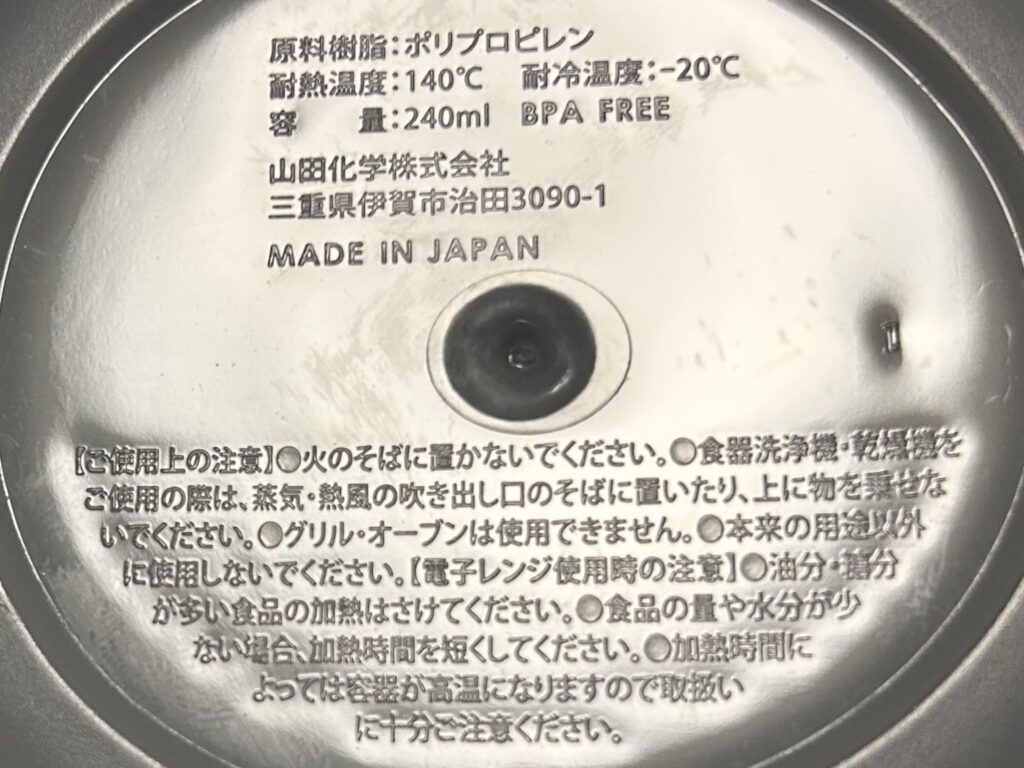 原料樹脂:ポリプロピレン
耐熱温度:140℃ 耐冷温度:-20℃
容 量:240ml BPA FREE
山田化学株式会社
三重県伊賀市治田3090-1
MADE IN JAPAN
【ご使用上の注意】●火のそばに置かないでください。●食器洗浄機・乾燥機を
ご使用の際は、蒸気・熱風の吹き出し口のそばに置いたり、上に物を乗せな
いでください。●グリル・オーブンは使用できません。●本来の用途以外
に使用しないでください。【電子レンジ使用時の注意】●油分・糖分
が多い食品の加熱はさけてください。●食品の量や水分が少
ない場合、加熱時間を短くしてください。●加熱時間に
よっては容器が高温になりますので取扱い
に十分ご注意ください。